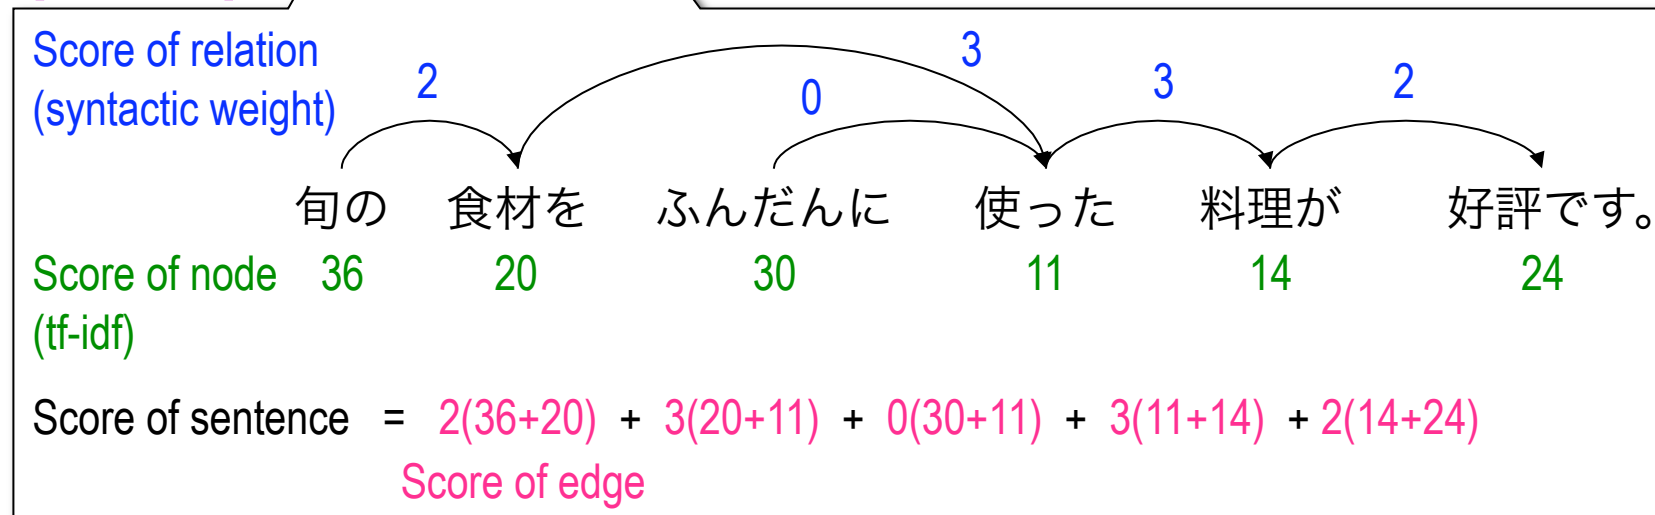 Score of relation
(syntactic weight)
2 0 3 3 2
旬の 食材を ふんだんに 使った 料理が 好評です。
Score of node 36 20 30 11 14 24
(tf-idf)
Score of sentence = 2(36+20) + 3(20+11) + 0(30+11) + 3(11+14) + 2(14+24)
Score of edge